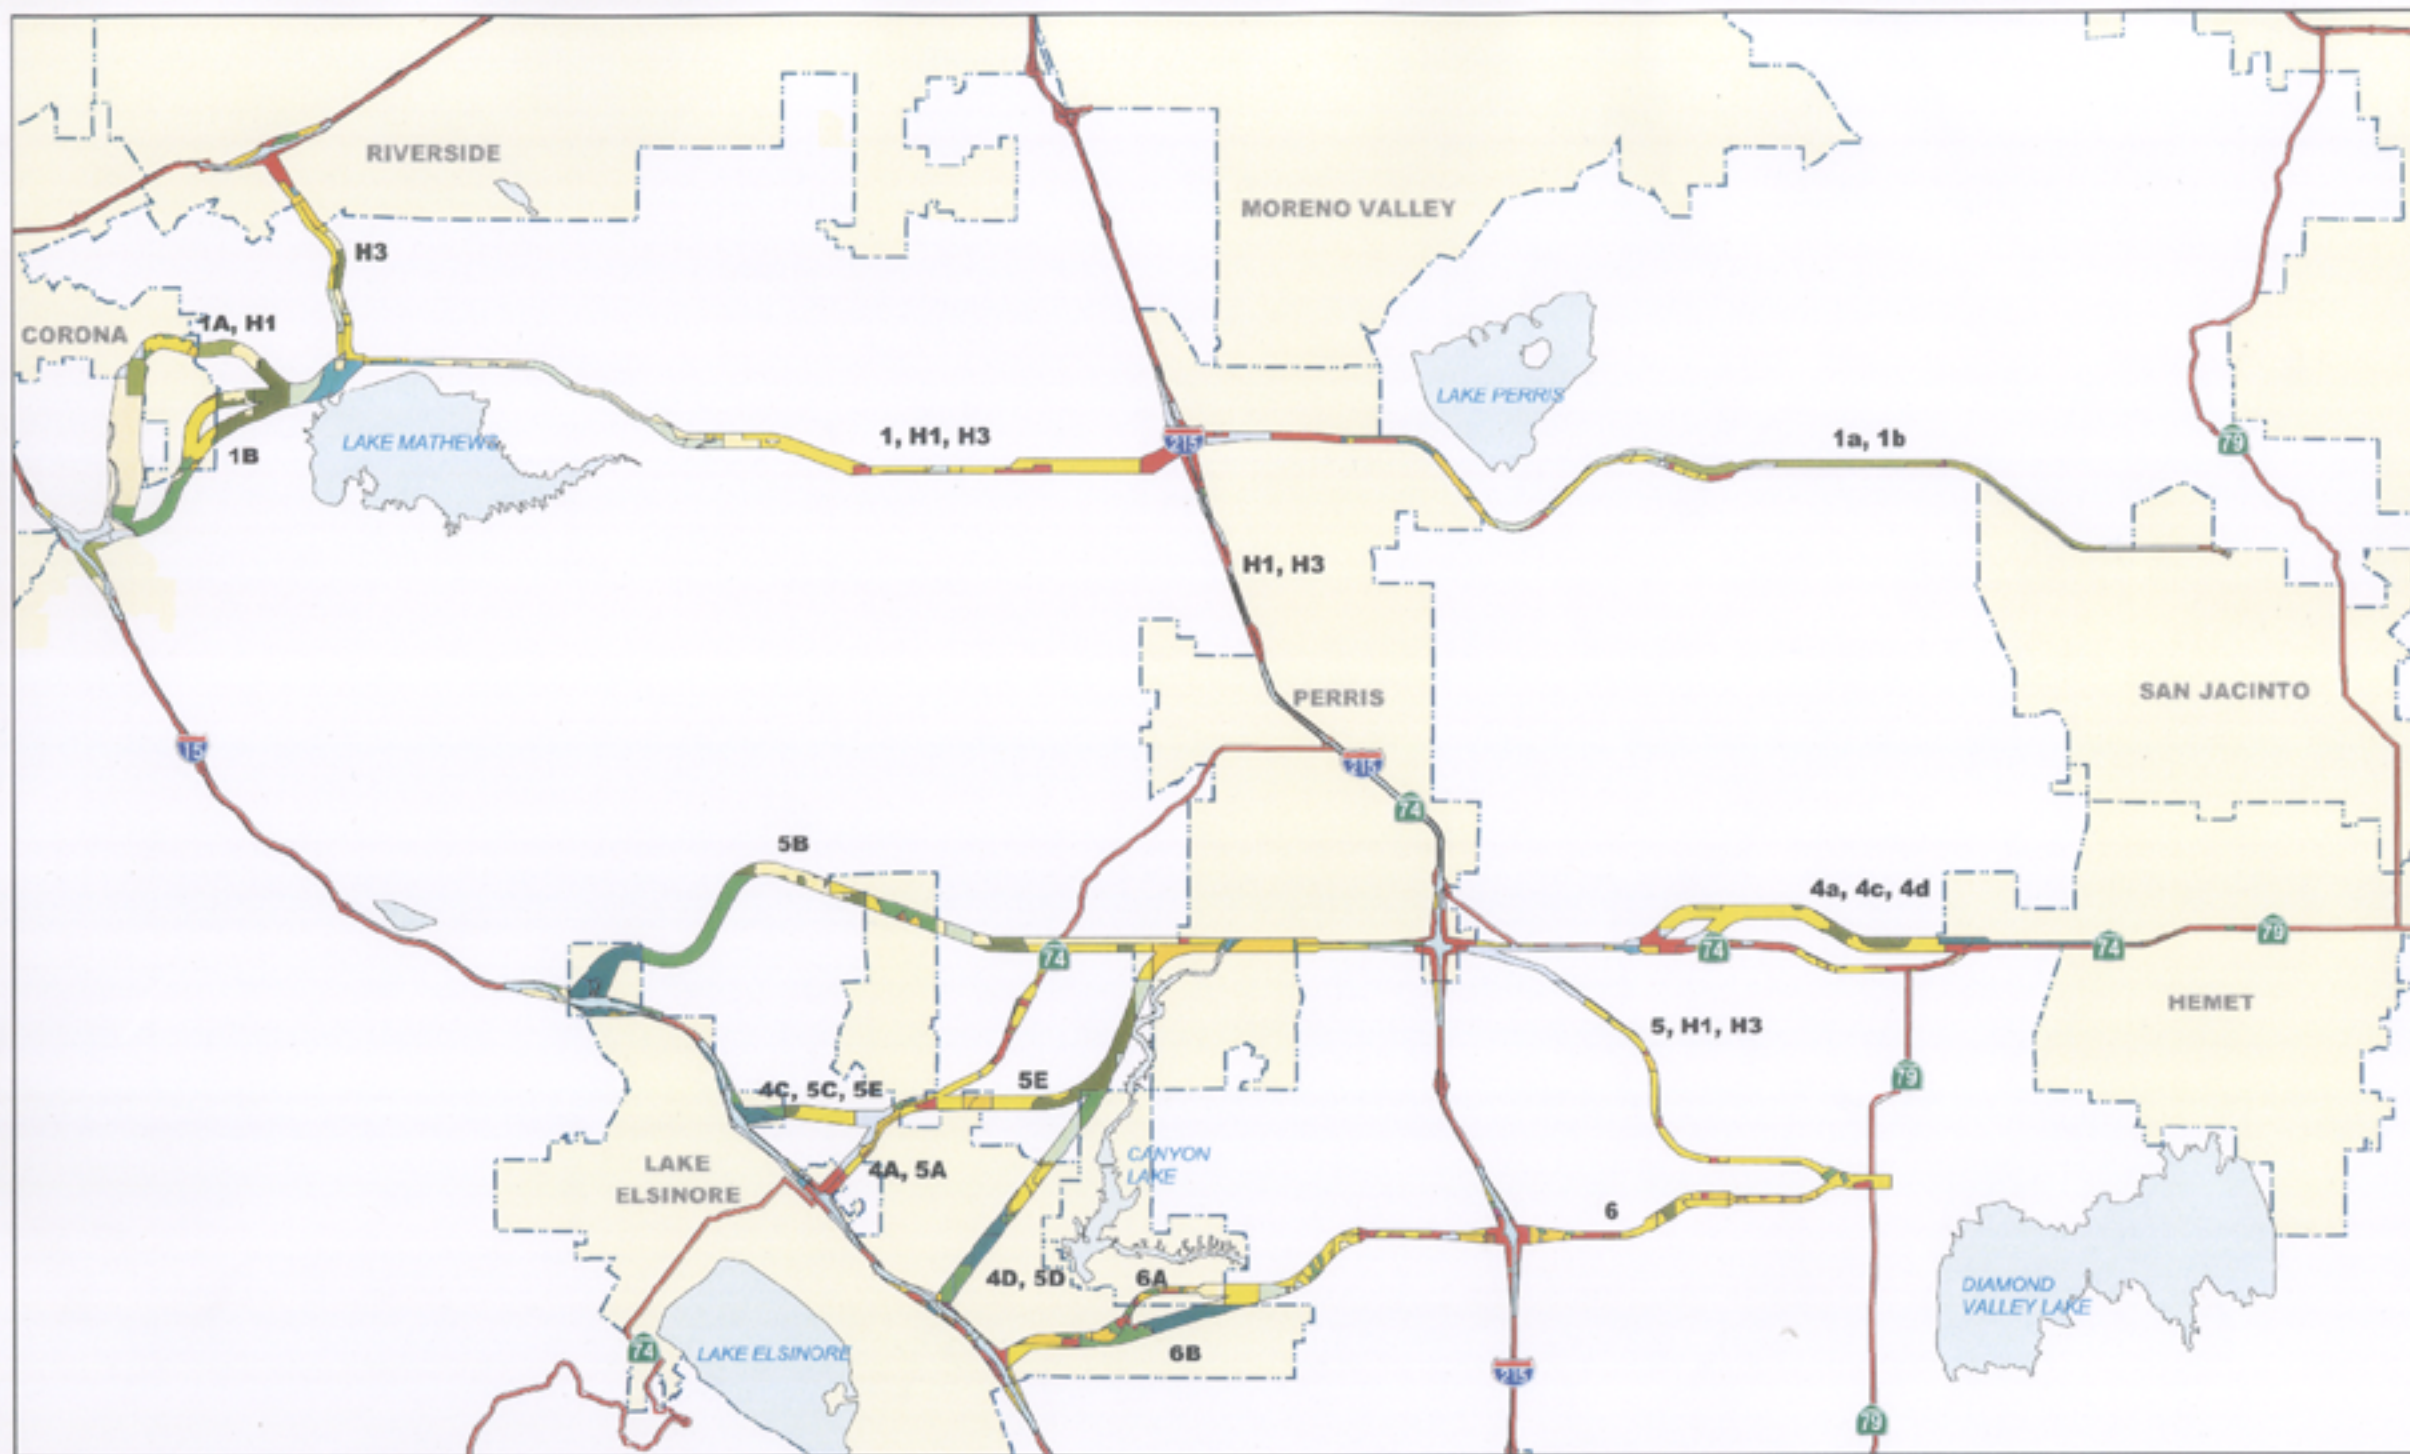 RIVERSIDE
MORENO VALLEY
H3
1A, H1
CORONA
LAKE PERRIS
LAKE MATHEWS
1B
1, H1, H3
215
1a, 1b
79
H1, H3
PERRIS
SAN JACINTO
15
215
74
5B
4a, 4c, 4d
74
74
74
79
HEMET
5, H1, H3
4C, 5C, 5E
5E
79
LAKE
ELSINORE
4A, 5A
CANYON
LAKE
6
4D, 5D
6A
DIAMOND
VALLEY LAKE
74
LAKE ELSINORE
6B
215
79